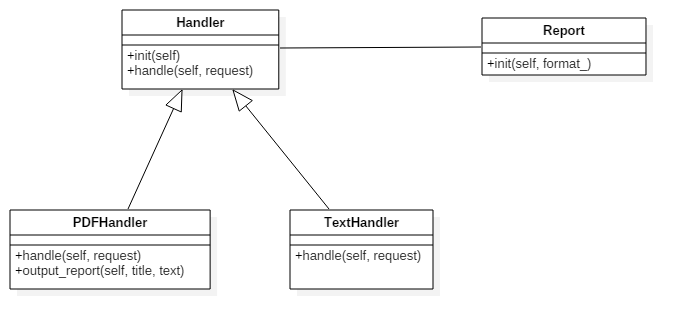 Handler
+init(self)
+handle(self, request)
Report
+init(self, format_)
PDFHandler
+handle(self, request)
+output_report(self, title, text)
TextHandler
+handle(self, request)